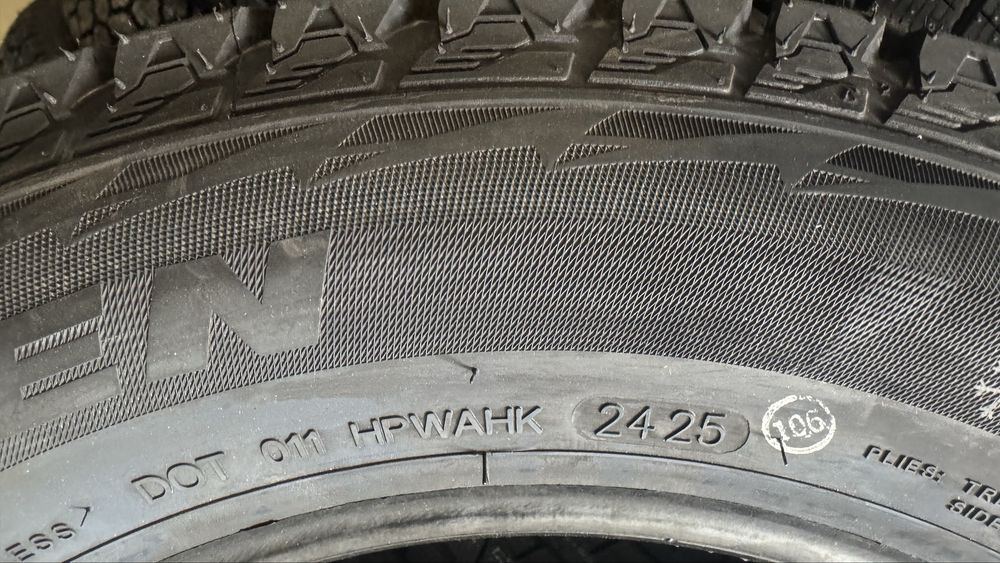 EN
ESS> DOT 011 HPWAHK 2425
106
PLIES: TR
SIDE